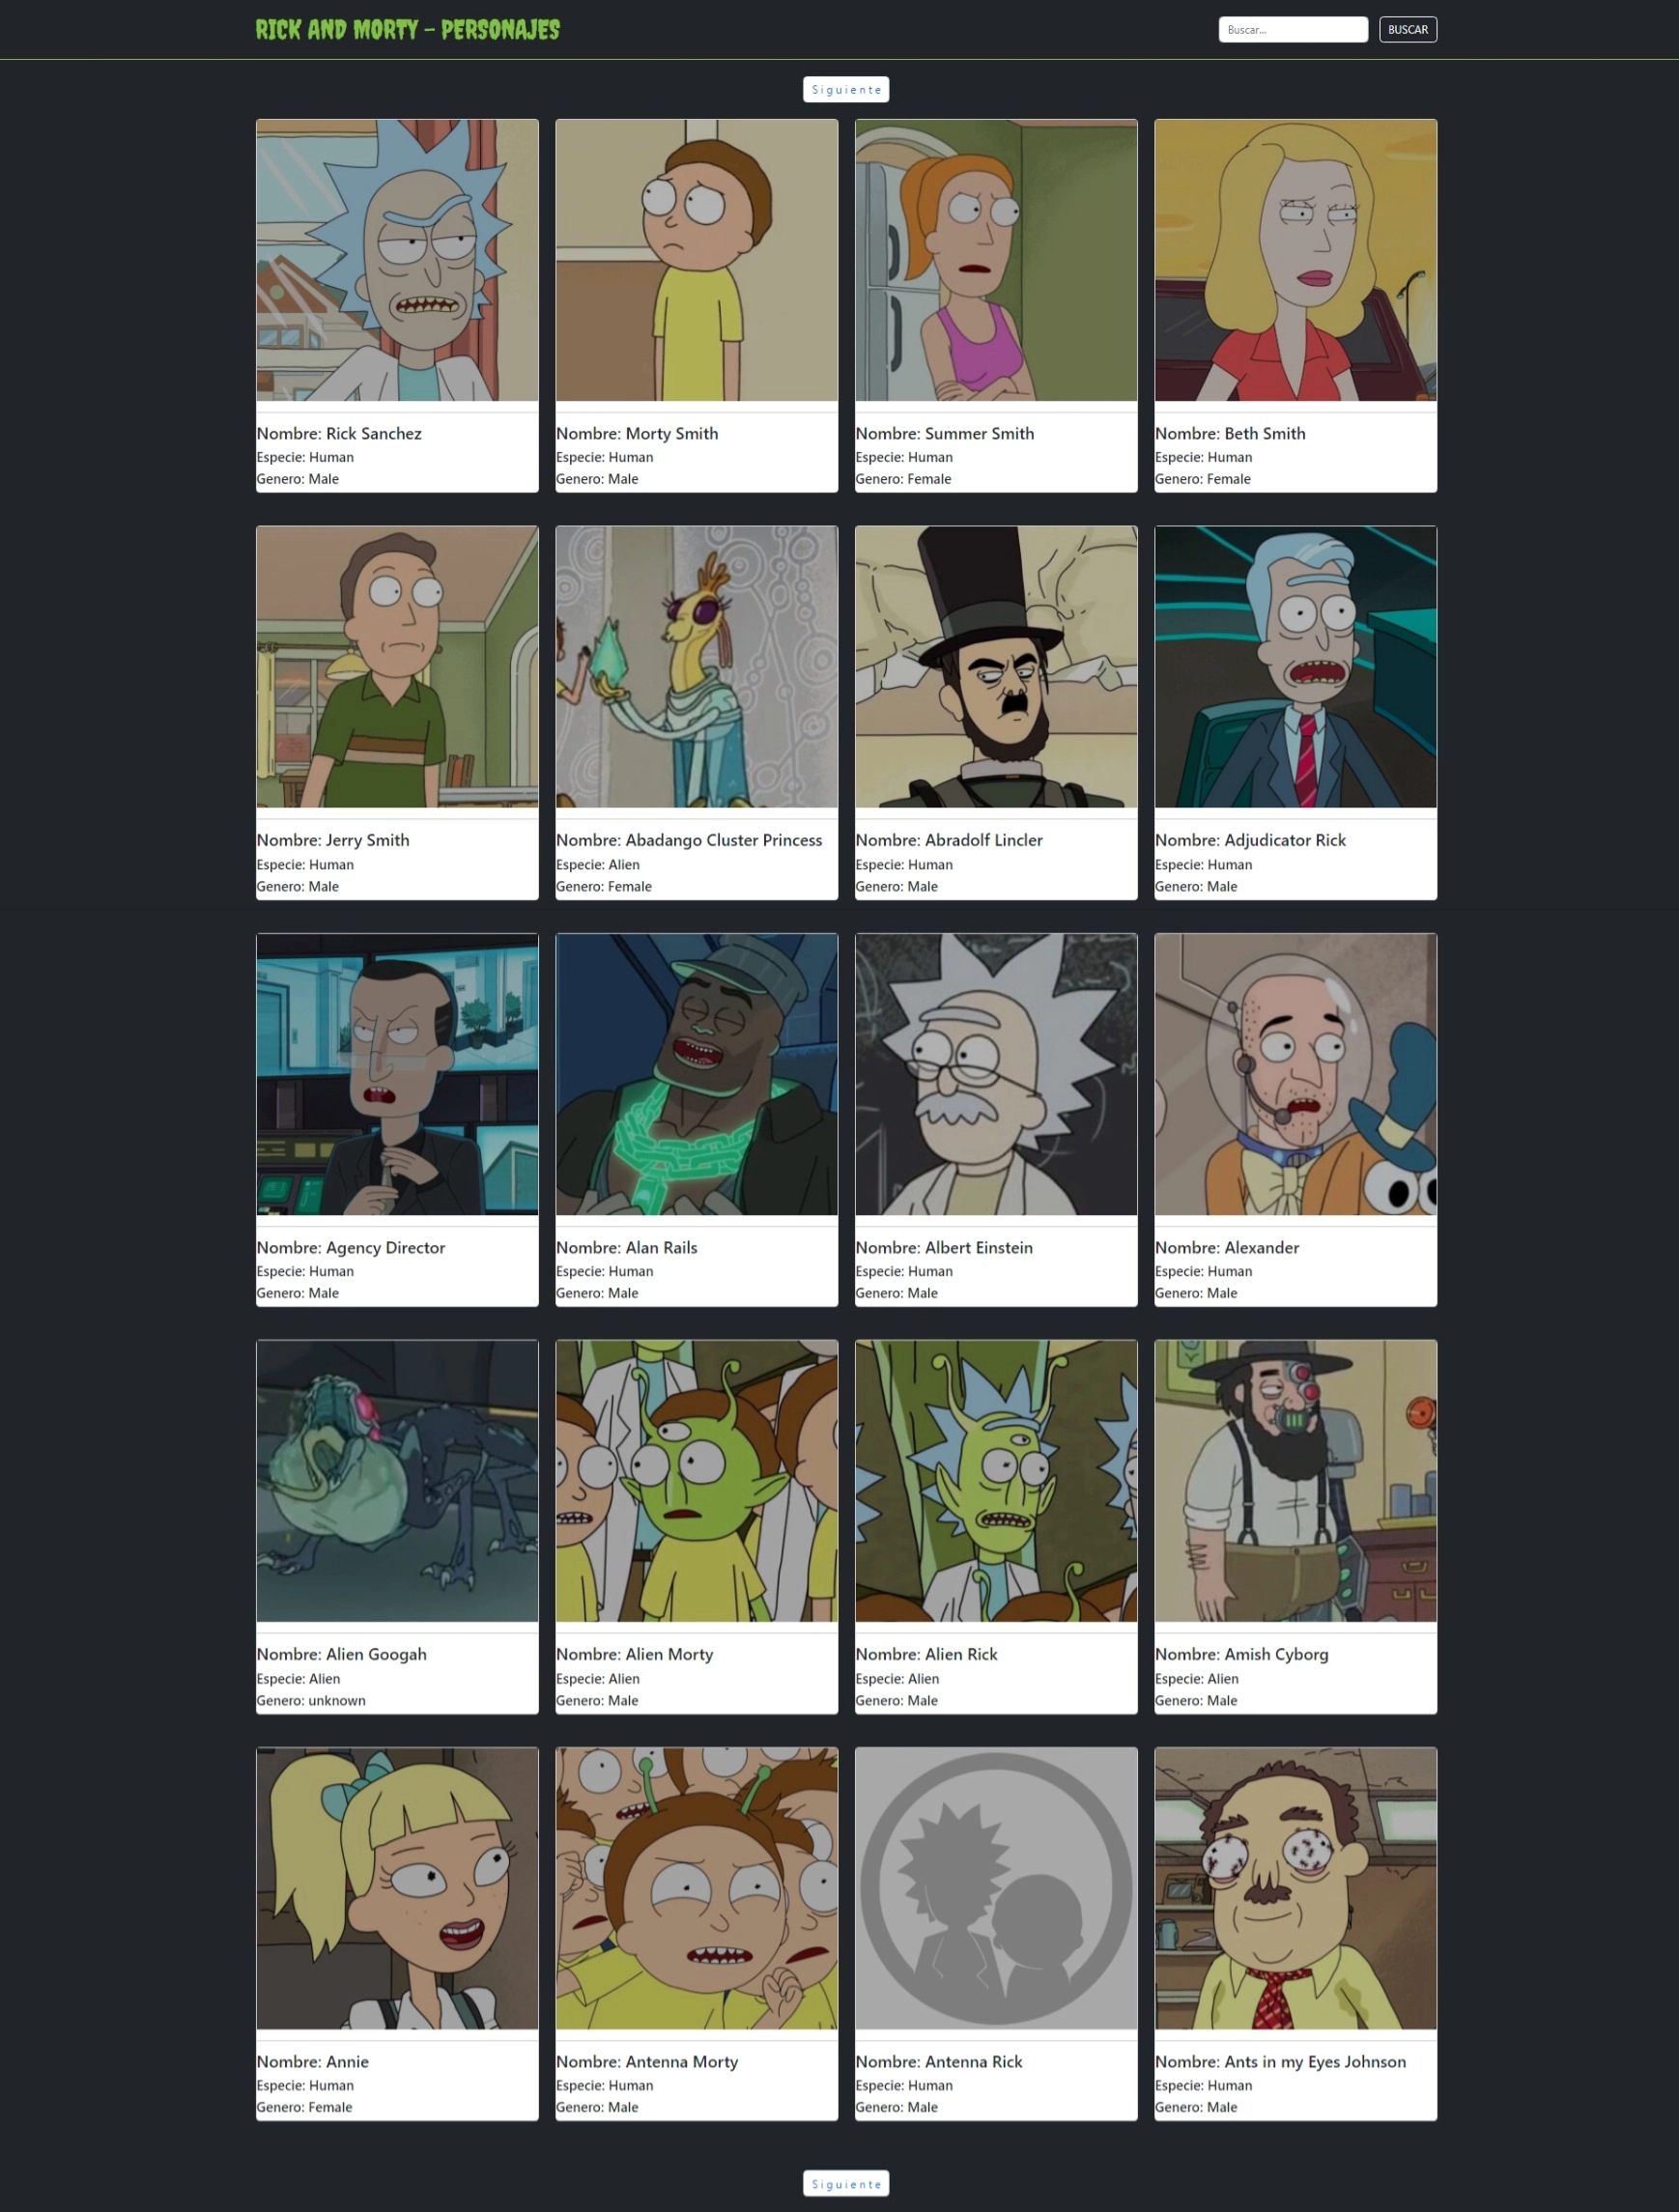 RICK AND MORTY - PERSONAJES
Buscar...
BUSCAR
Siguiente
Nombre: Rick Sanchez
Especie: Human
Genero: Male
Nombre: Morty Smith
Especie: Human
Genero: Male
Nombre: Summer Smith
Especie: Human
Genero: Female
Nombre: Beth Smith
Especie: Human
Genero: Female
Nombre: Jerry Smith
Especie: Human
Genero: Male
Nombre: Abadango Cluster Princess
Especie: Alien
Genero: Female
Nombre: Abradolf Lincler
Especie: Human
Genero: Male
Nombre: Adjudicator Rick
Especie: Human
Genero: Male
Nombre: Agency Director
Especie: Human
Genero: Male
Nombre: Alan Rails
Especie: Human
Genero: Male
Nombre: Albert Einstein
Especie: Human
Genero: Male
Nombre: Alexander
Especie: Human
Genero: Male
Nombre: Alien Googah
Especie: Alien
Genero: unknown
Nombre: Alien Morty
Especie: Alien
Genero: Male
Nombre: Alien Rick
Especie: Alien
Genero: Male
Nombre: Amish Cyborg
Especie: Alien
Genero: Male
Nombre: Annie
Especie: Human
Genero: Female
Nombre: Antenna Morty
Especie: Human
Genero: Male
Nombre: Antenna Rick
Especie: Human
Genero: Male
Nombre: Ants in my Eyes Johnson
Especie: Human
Genero: Male
Siguiente